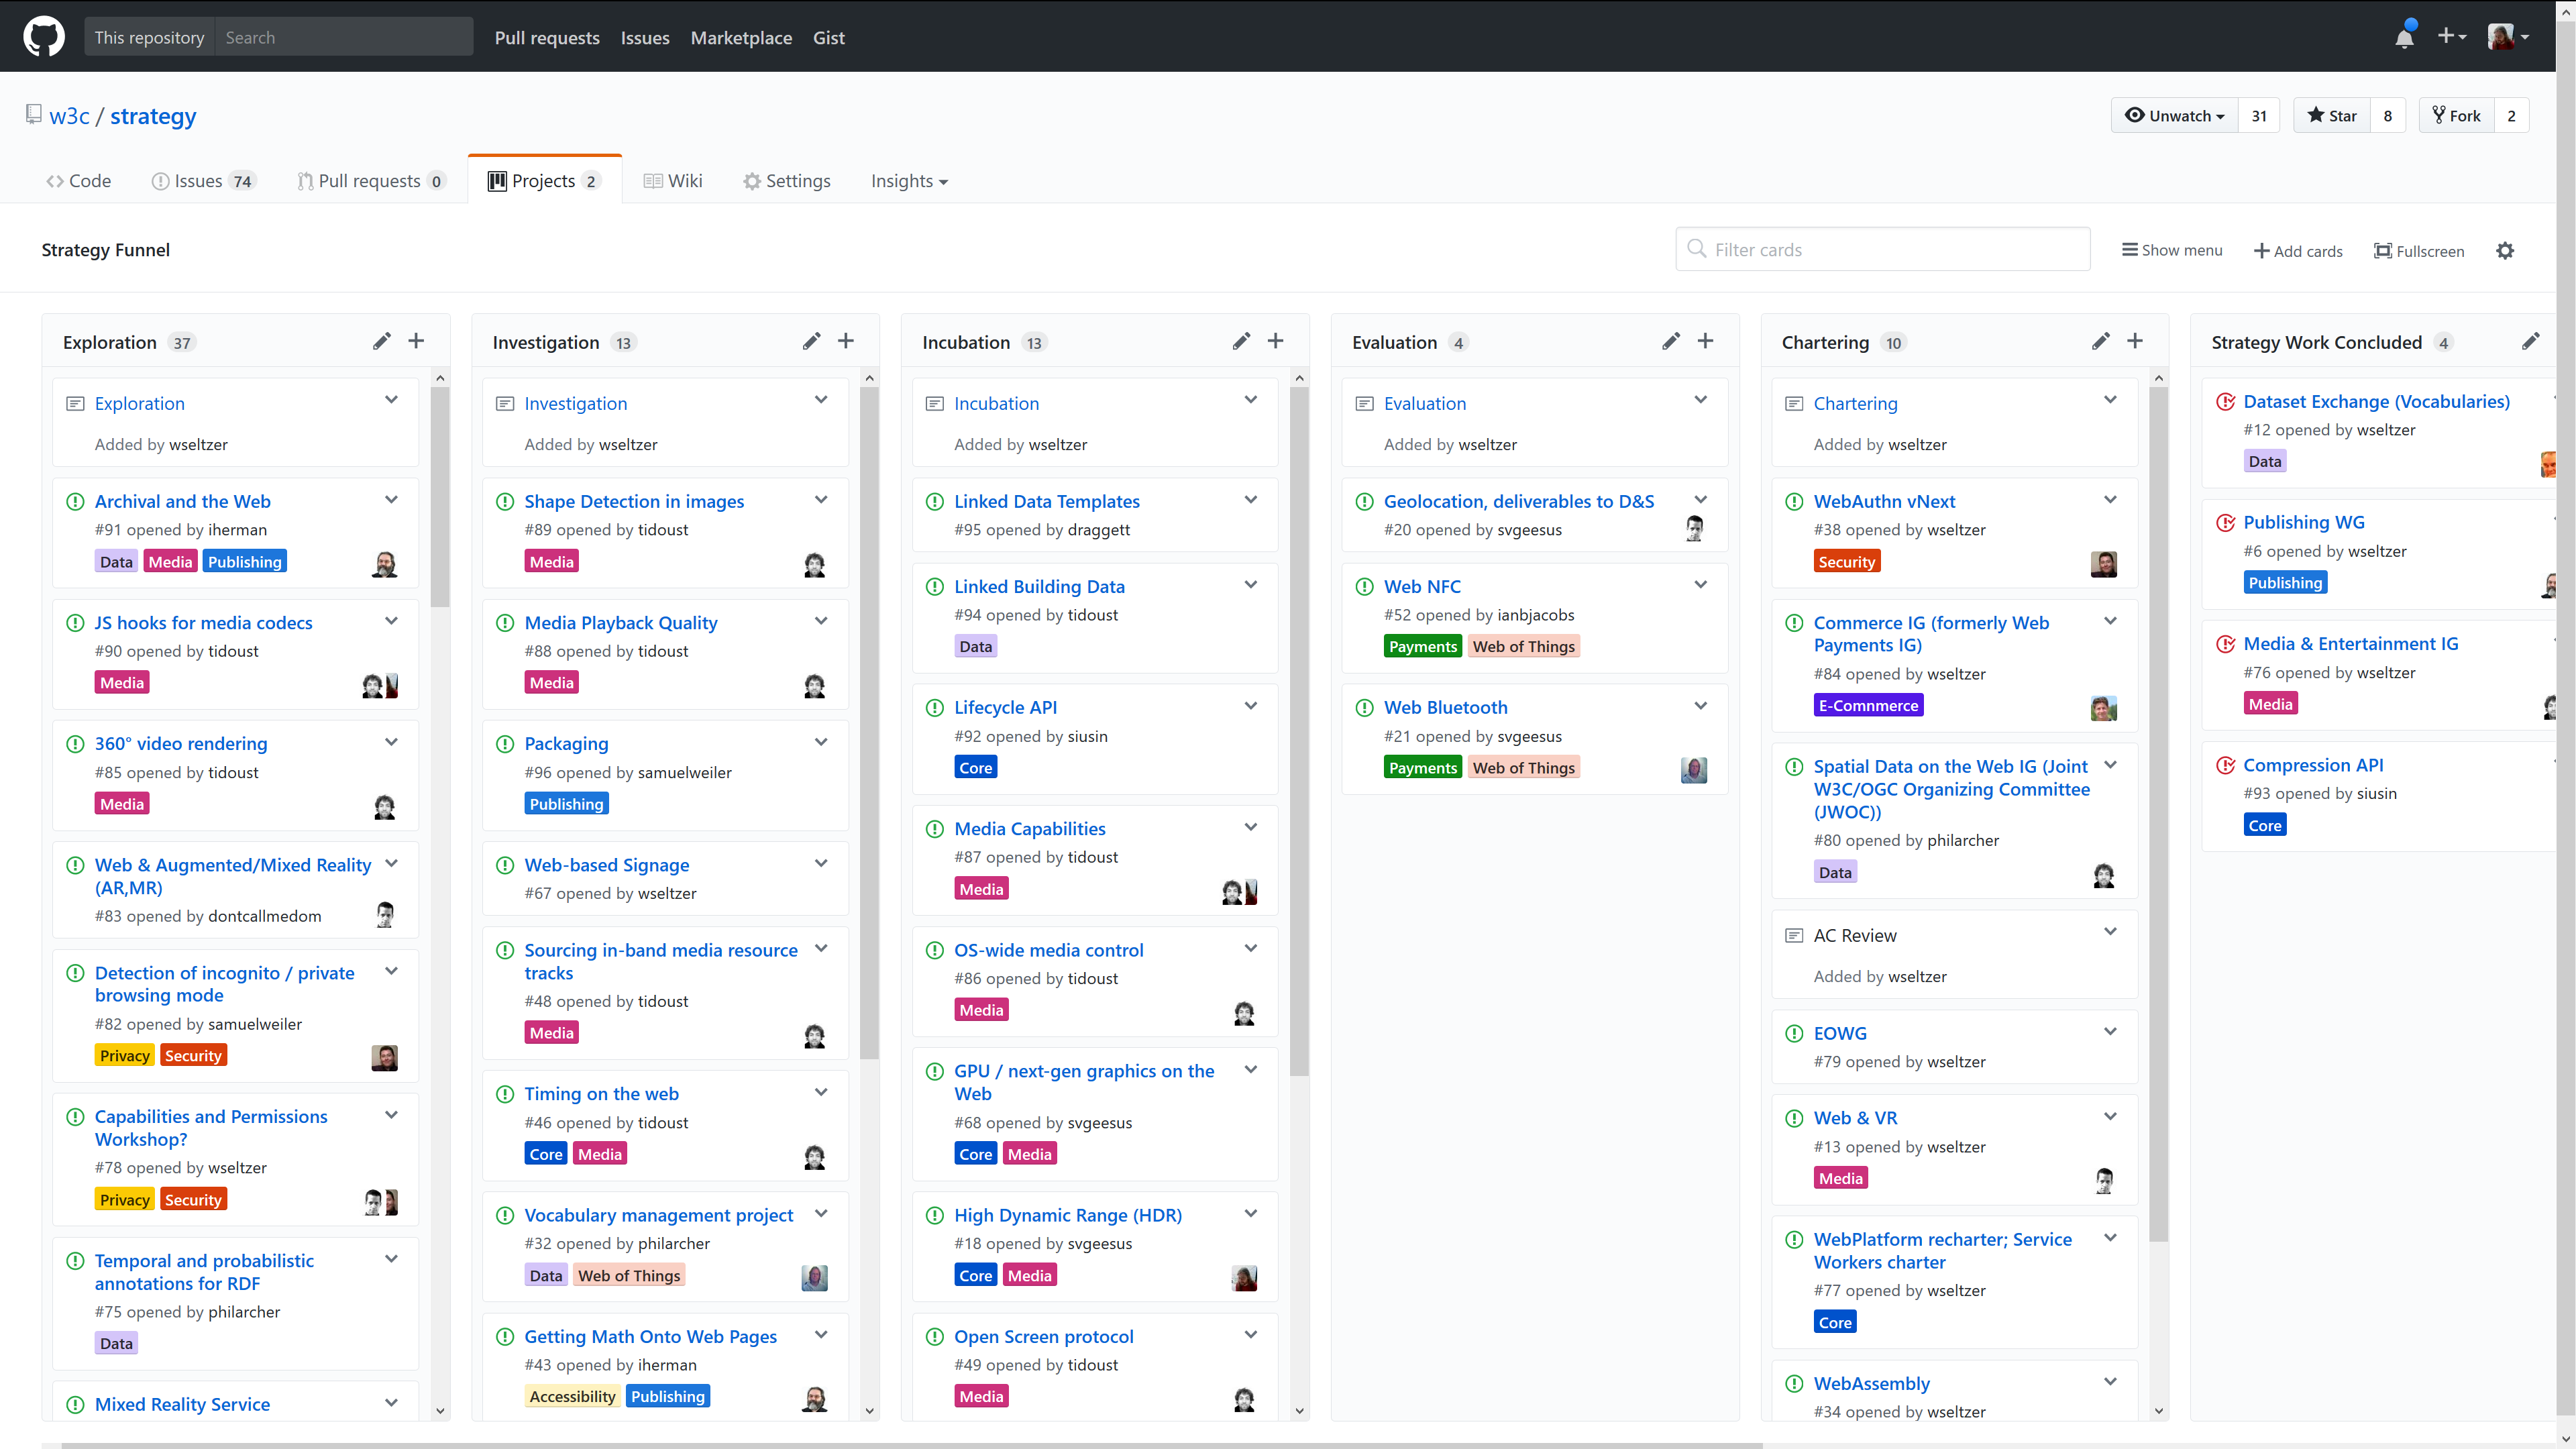 This repository Search Pull requests Issues Marketplace Gist
w3c / strategy
Unwatch 31 Star 8 Fork 2
Code Issues 74 Pull requests 0 Projects 2 Wiki Settings Insights
Strategy Funnel
Filter cards Show menu Add cards Fullscreen
Exploration 37
Exploration
Added by wseltzer
Archival and the Web
#91 opened by iherman
Data Media Publishing
JS hooks for media codecs
#90 opened by tidoust
Media
360° video rendering
#85 opened by tidoust
Media
Web & Augmented/Mixed Reality
(AR,MR)
#83 opened by dontcallmedom
Detection of incognito / private
browsing mode
#82 opened by samuelweiler
Privacy Security
Capabilities and Permissions
Workshop?
#78 opened by wseltzer
Privacy Security
Temporal and probabilistic
annotations for RDF
#75 opened by philarcher
Data
Mixed Reality Service
Investigation 13
Investigation
Added by wseltzer
Shape Detection in images
#89 opened by tidoust
Media
Media Playback Quality
#88 opened by tidoust
Media
Packaging
#96 opened by samuelweiler
Publishing
Web-based Signage
#67 opened by wseltzer
Sourcing in-band media resource
tracks
#48 opened by tidoust
Media
Timing on the web
#46 opened by tidoust
Core Media
Vocabulary management project
#32 opened by philarcher
Data Web of Things
Getting Math Onto Web Pages
#43 opened by iherman
Accessibility Publishing
Incubation 13
Incubation
Added by wseltzer
Linked Data Templates
#95 opened by draggett
Linked Building Data
#94 opened by tidoust
Data
Lifecycle API
#92 opened by siusin
Core
Media Capabilities
#87 opened by tidoust
Media
OS-wide media control
#86 opened by tidoust
Media
GPU / next-gen graphics on the
Web
#68 opened by svgeesus
Core Media
High Dynamic Range (HDR)
#18 opened by svgeesus
Core Media
Open Screen protocol
#49 opened by tidoust
Media
Evaluation 4
Evaluation
Added by wseltzer
Geolocation, deliverables to D&S
#20 opened by svgeesus
Web NFC
#52 opened by ianbjacobs
Payments Web of Things
Web Bluetooth
#21 opened by svgeesus
Payments Web of Things
Chartering 10
Chartering
Added by wseltzer
WebAuthn vNext
#38 opened by wseltzer
Security
Commerce IG (formerly Web
Payments IG)
#84 opened by wseltzer
E-Comnmerce
Spatial Data on the Web IG (Joint
W3C/OGC Organizing Committee
(JWOC))
#80 opened by philarcher
Data
AC Review
Added by wseltzer
EOWG
#79 opened by wseltzer
Web & VR
#13 opened by wseltzer
Media
WebPlatform recharter; Service
Workers charter
#77 opened by wseltzer
Core
WebAssembly
#34 opened by wseltzer
Strategy Work Concluded 4
Dataset Exchange (Vocabularies)
#12 opened by wseltzer
Data
Publishing WG
#6 opened by wseltzer
Publishing
Media & Entertainment IG
#76 opened by wseltzer
Media
Compression API
#93 opened by siusin
Core